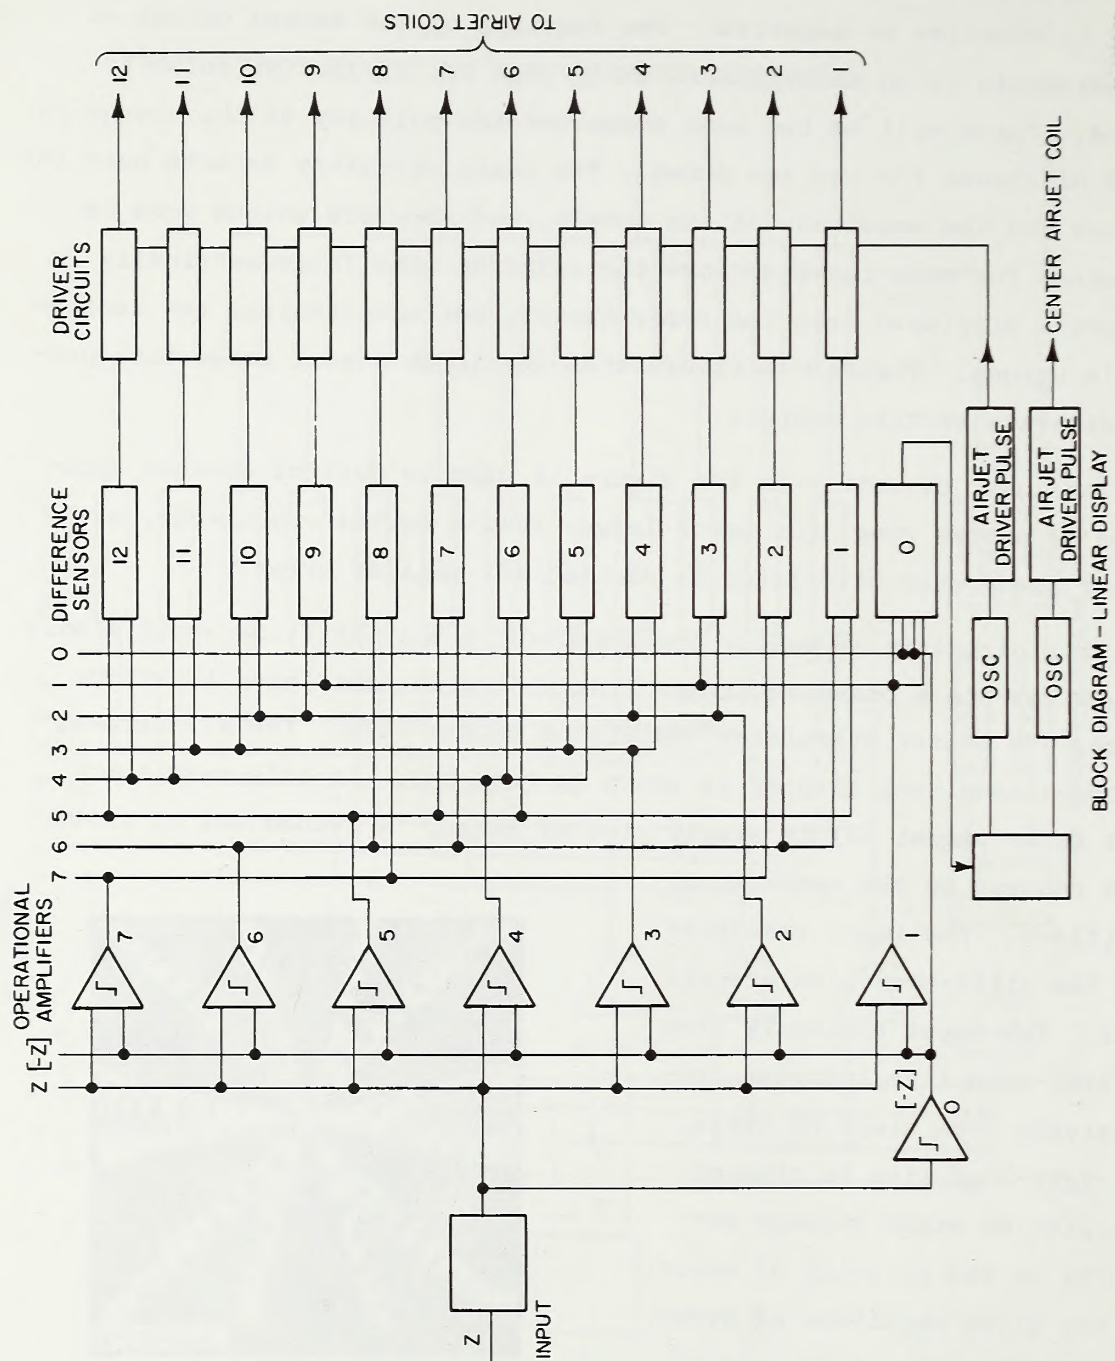 Z [-Z]
OPERATIONAL
AMPLIFIERS
7 6 5 4 3 2 1 0
DIFFERENCE
SENSORS
DRIVER
CIRCUITS
TO AIRJET COILS
7
6
5
4
3
2
1
[-Z]
0
12
11
10
9
8
7
6
5
4
3
2
1
0
12
11
10
9
8
7
6
5
4
3
2
1
Z
INPUT
OSC
AIRJET
DRIVER PULSE
OSC
AIRJET
DRIVER PULSE
CENTER AIRJET COIL
BLOCK DIAGRAM – LINEAR DISPLAY